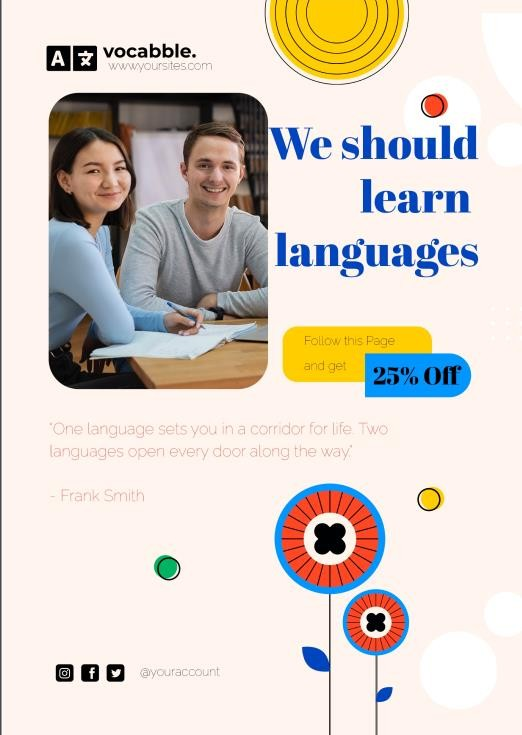 A 文
vocabble.
www.yoursites.com
We should
learn
languages
Follow this Page
and get
25% Off
"One language sets you in a corridor for life. Two
languages open every door along the way."
- Frank Smith
@youraccount